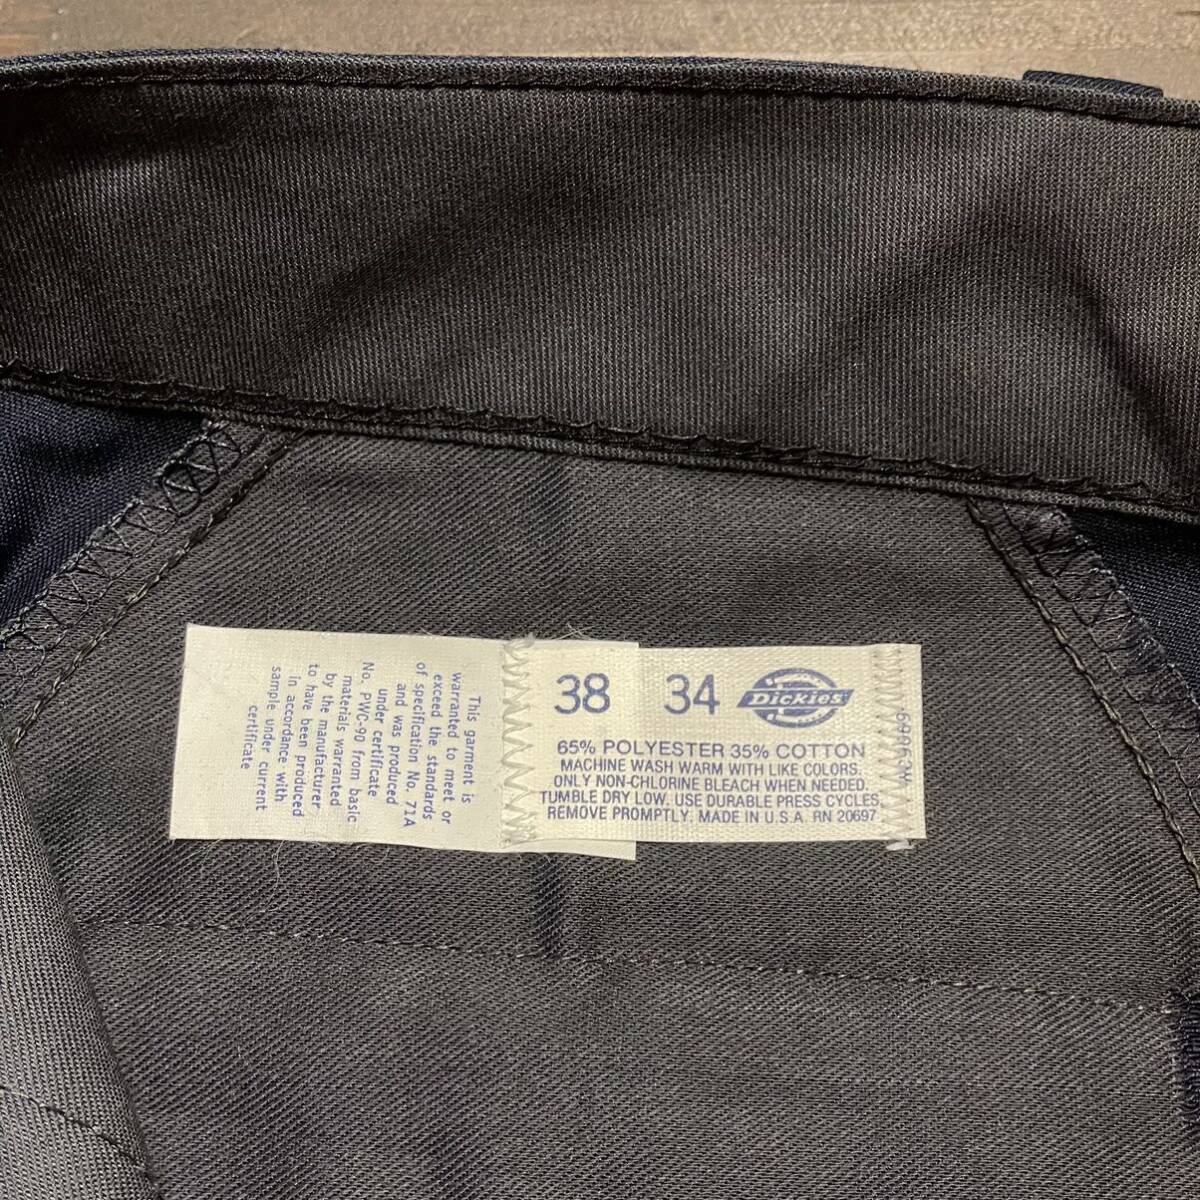 This garment is
warranted to meet or
exceed the standards
of specification No. 71A
and was produced
under certificate
No. PWC-90 from basic
materials warranted
by the manufacturer
to have been produced
in accordance with
sample under current
certificate
38 34 Dickies
65% POLYESTER 35% COTTON
MACHINE WASH WARM WITH LIKE COLORS.
ONLY NON-CHLORINE BLEACH WHEN NEEDED.
TUMBLE DRY LOW. USE DURABLE PRESS CYCLES.
REMOVE PROMPTLY. MADE IN U.S.A. RN 20697